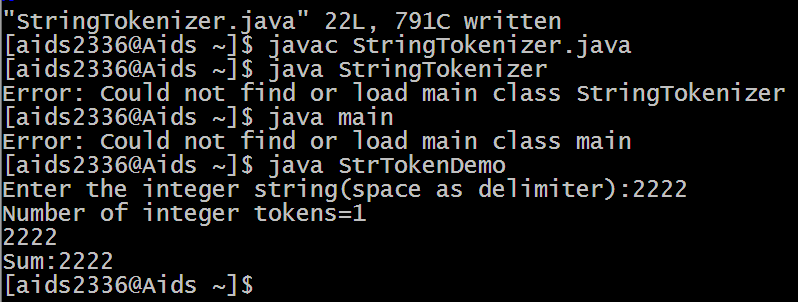 "StringTokenizer.java" 22L, 791C written
[aids2336@Aids ~]$ javac StringTokenizer.java
[aids2336@Aids ~]$ java StringTokenizer
Error: Could not find or load main class StringTokenizer
[aids2336@Aids ~]$ java main
Error: Could not find or load main class main
[aids2336@Aids ~]$ java StrTokenDemo
Enter the integer string(space as delimiter):2222
Number of integer tokens=1
2222
Sum:2222
[aids2336@Aids ~]$